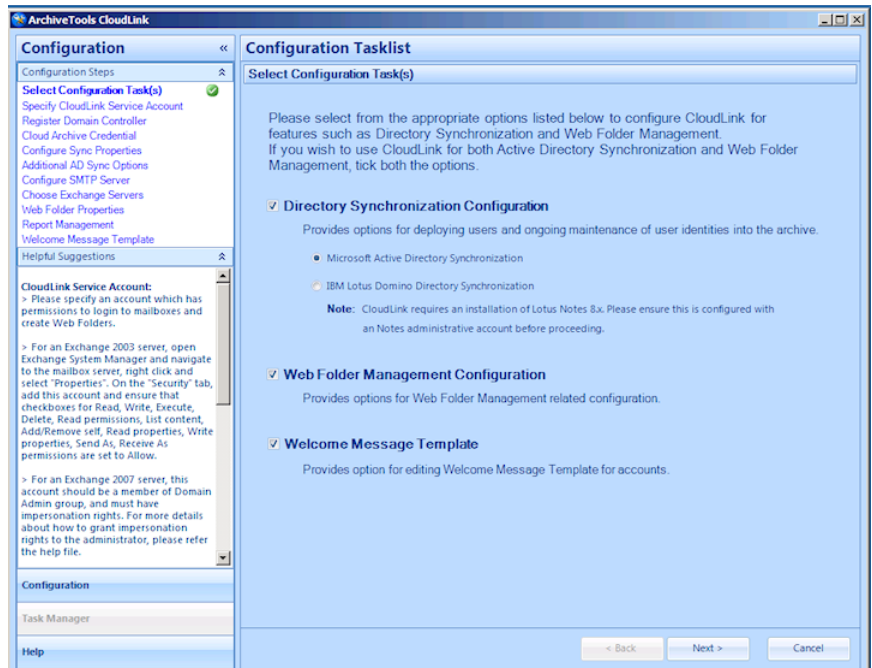 ArchiveTools CloudLink
Configuration «
Configuration Steps
Select Configuration Task(s)
Specify CloudLink Service Account
Register Domain Controller
Cloud Archive Credential
Configure Sync Properties
Additional AD Sync Options
Configure SMTP Server
Choose Exchange Servers
Web Folder Properties
Report Management
Welcome Message Template
Helpful Suggestions
CloudLink Service Account:
> Please specify an account which has
permissions to login to mailboxes and
create Web Folders.
> For an Exchange 2003 server, open
Exchange System Manager and navigate
to the mailbox server, right click and
select "Properties". On the "Security" tab,
add this account and ensure that
checkboxes for Read, Write, Execute,
Delete, Read permissions, List content,
Add/Remove self, Read properties, Write
properties, Send As, Receive As
permissions are set to Allow.
> For an Exchange 2007 server, this
account should be a member of Domain
Admin group, and must have
impersonation rights. For more details
about how to grant impersonation
rights to the administrator, please refer
the help file.
Configuration
Task Manager
Help
Configuration Tasklist
Select Configuration Task(s)
Please select from the appropriate options listed below to configure CloudLink for
features such as Directory Synchronization and Web Folder Management.
If you wish to use CloudLink for both Active Directory Synchronization and Web Folder
Management, tick both the options.
Directory Synchronization Configuration
Provides options for deploying users and ongoing maintenance of user identities into the archive.
Microsoft Active Directory Synchronization
IBM Lotus Domino Directory Synchronization
Note: CloudLink requires an installation of Lotus Notes 8.x. Please ensure this is configured with
an Notes administrative account before proceeding.
Web Folder Management Configuration
Provides options for Web Folder Management related configuration.
Welcome Message Template
Provides option for editing Welcome Message Template for accounts.
< Back Next > Cancel